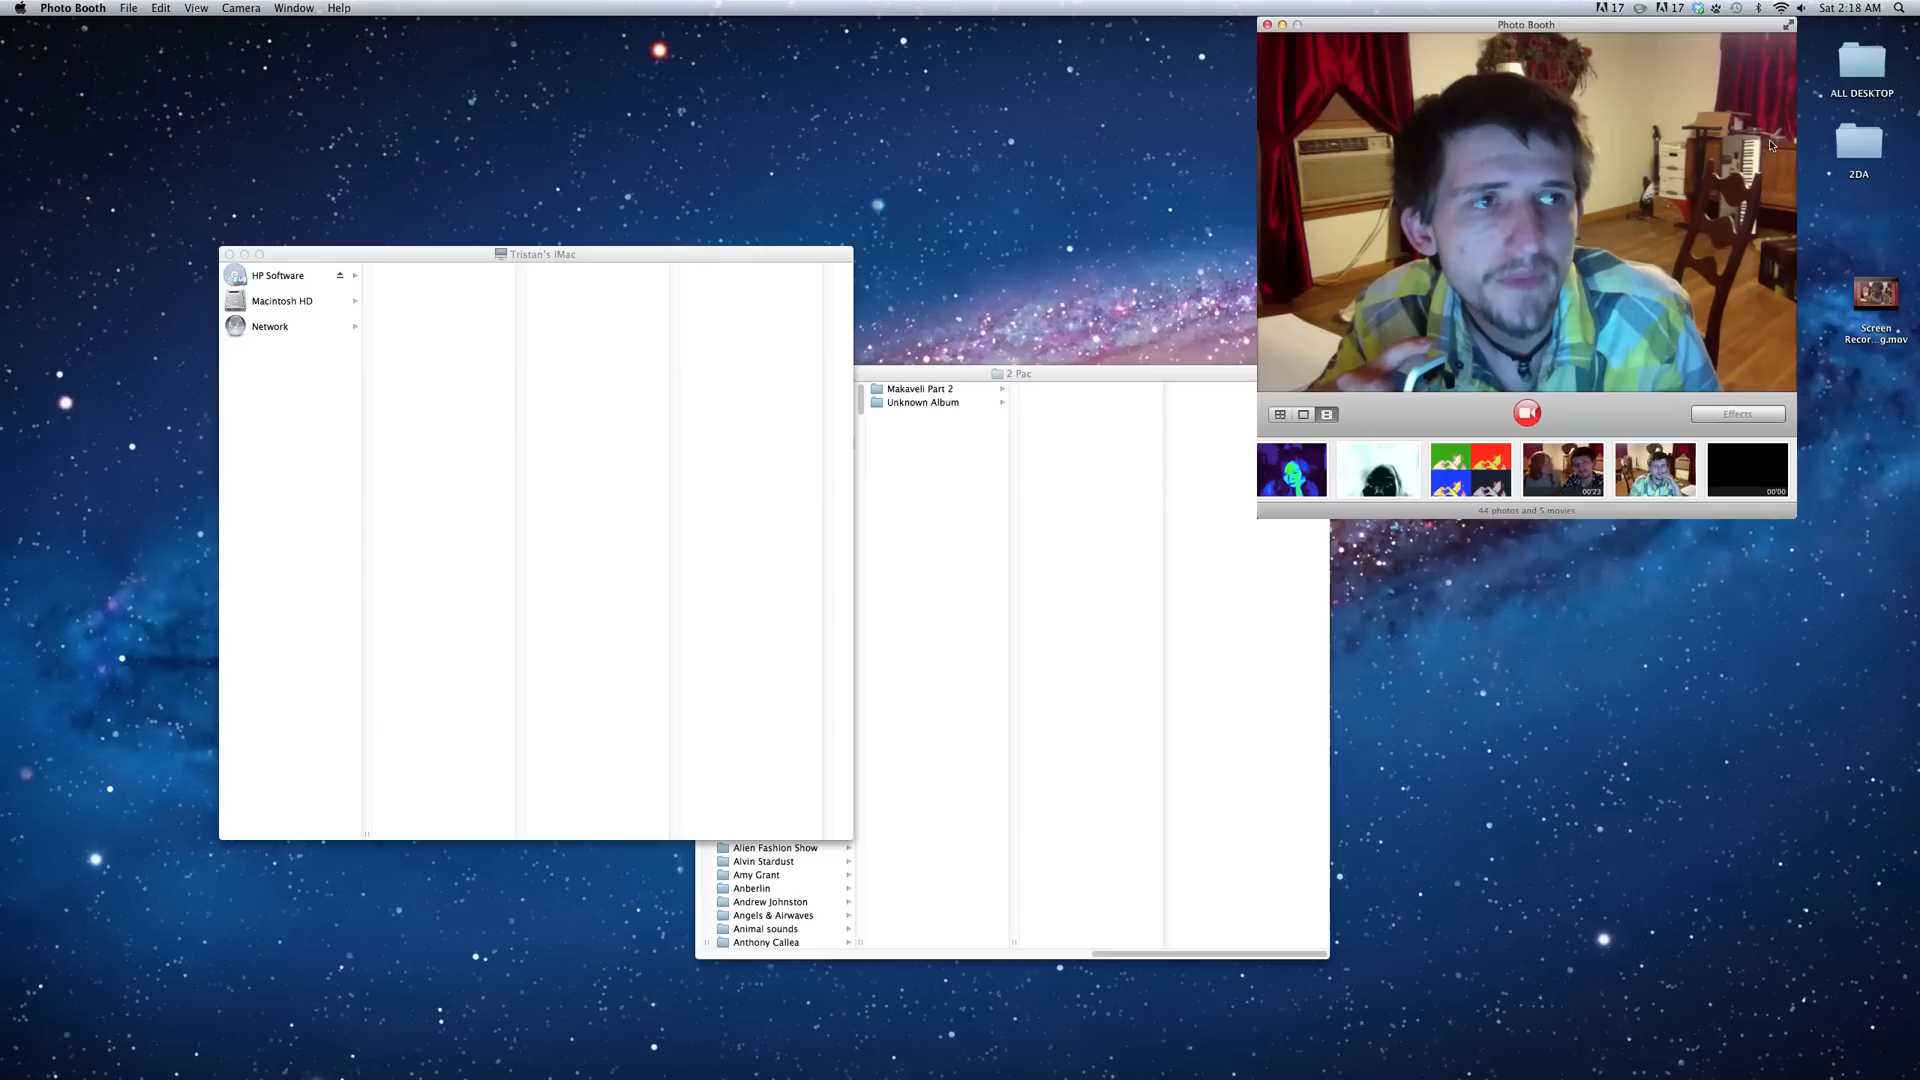 Photo Booth File Edit View Camera Window Help
17 17 Sat 2:18 AM
Photo Booth
ALL DESKTOP
2DA
Screen
Recor...g.mov
Tristan's iMac
HP Software
Macintosh HD
Network
2 Pac
Makaveli Part 2
Unknown Album
Effects
00:23
00:00
44 photos and 5 movies
Alien Fashion Show
Alvin Stardust
Amy Grant
Anberlin
Andrew Johnston
Angels & Airwaves
Animal sounds
Anthony Callea